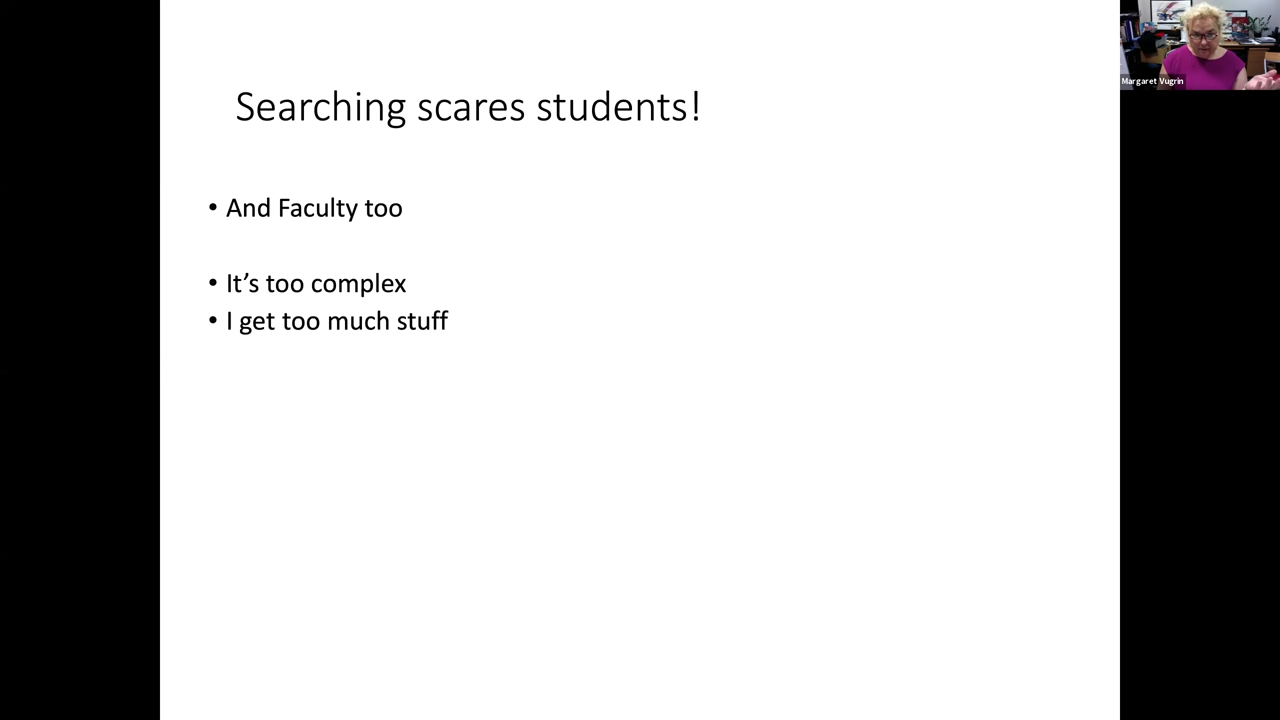 Searching scares students!
• And Faculty too
• It’s too complex
• I get too much stuff
Margaret Vugrin